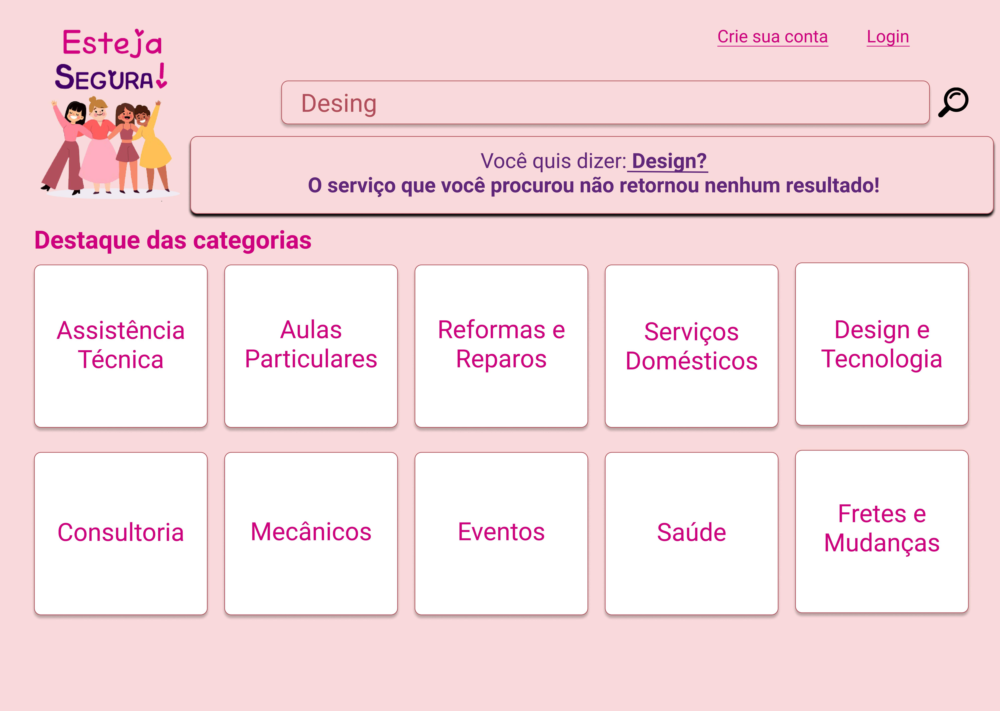 Esteja
SEGURA!
Crie sua conta
Login
Desing
Você quis dizer: Design?
O serviço que você procurou não retornou nenhum resultado!
Destaque das categorias
Assistência
Técnica
Aulas
Particulares
Reformas e
Reparos
Serviços
Domésticos
Design e
Tecnologia
Consultoria
Mecânicos
Eventos
Saúde
Fretes e
Mudanças